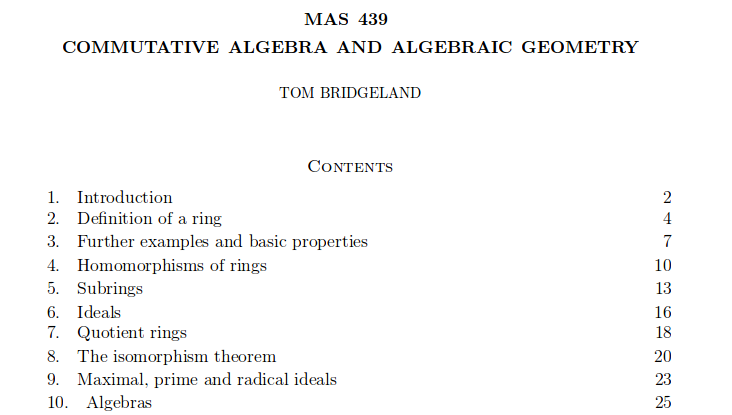 MAS 439
COMMUTATIVE ALGEBRA AND ALGEBRAIC GEOMETRY
TOM BRIDGELAND
Contents
1. Introduction 2
2. Definition of a ring 4
3. Further examples and basic properties 7
4. Homomorphisms of rings 10
5. Subrings 13
6. Ideals 16
7. Quotient rings 18
8. The isomorphism theorem 20
9. Maximal, prime and radical ideals 23
10. Algebras 25